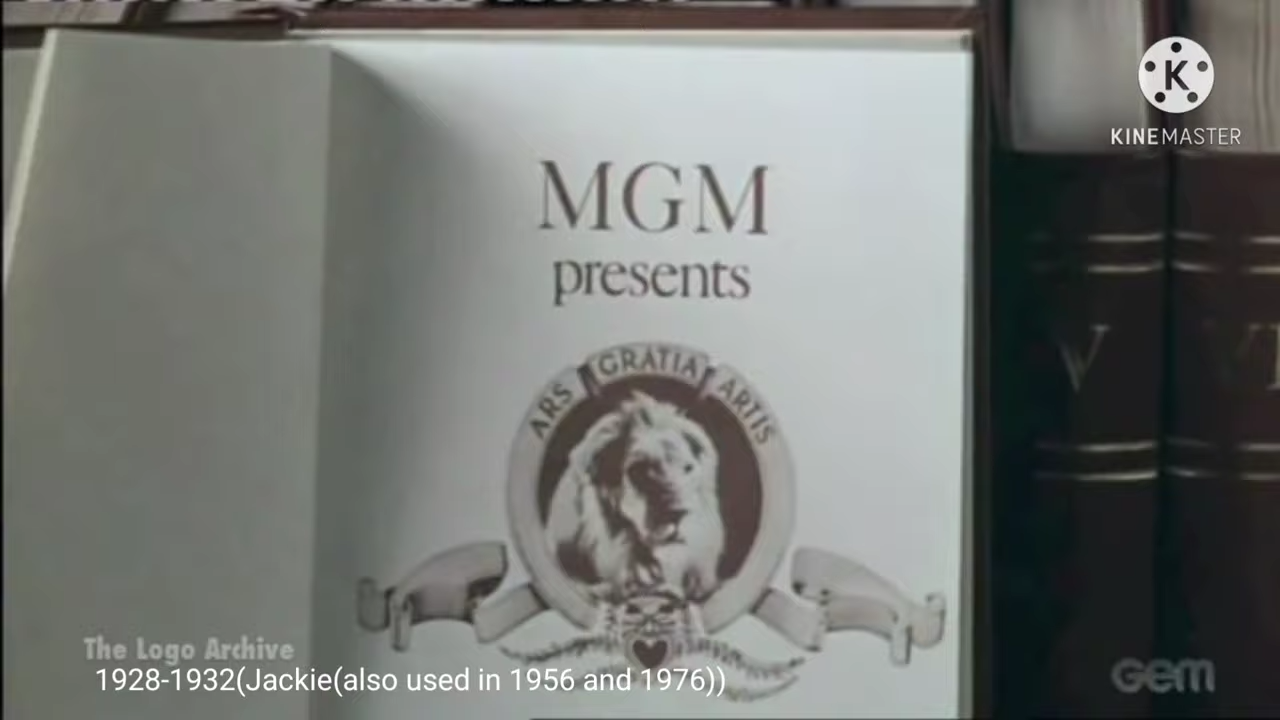 KINEMASTER
MGM
presents
ARS GRATIA ARTIS
The Logo Archive
1928-1932(Jackie(also used in 1956 and 1976))
Gem